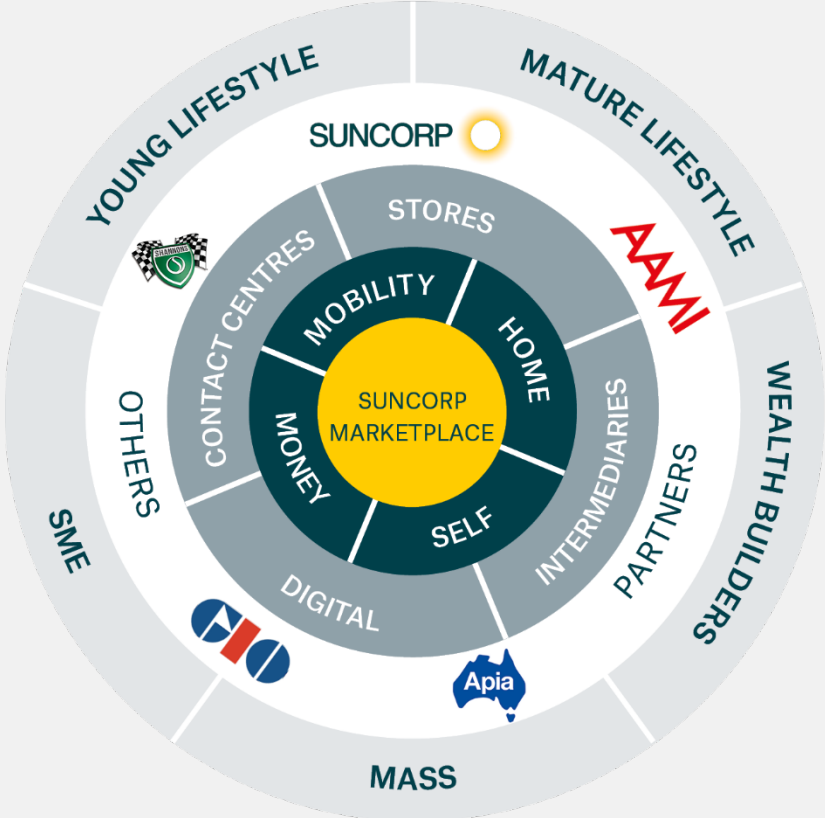 YOUNG LIFESTYLE
MATURE LIFESTYLE
WEALTH BUILDERS
MASS
SME
SUNCORP
AAMI
PARTNERS
Apia
GIO
OTHERS
SHANNONS
STORES
INTERMEDIARIES
DIGITAL
CONTACT CENTRES
MOBILITY
HOME
SELF
MONEY
SUNCORP
MARKETPLACE